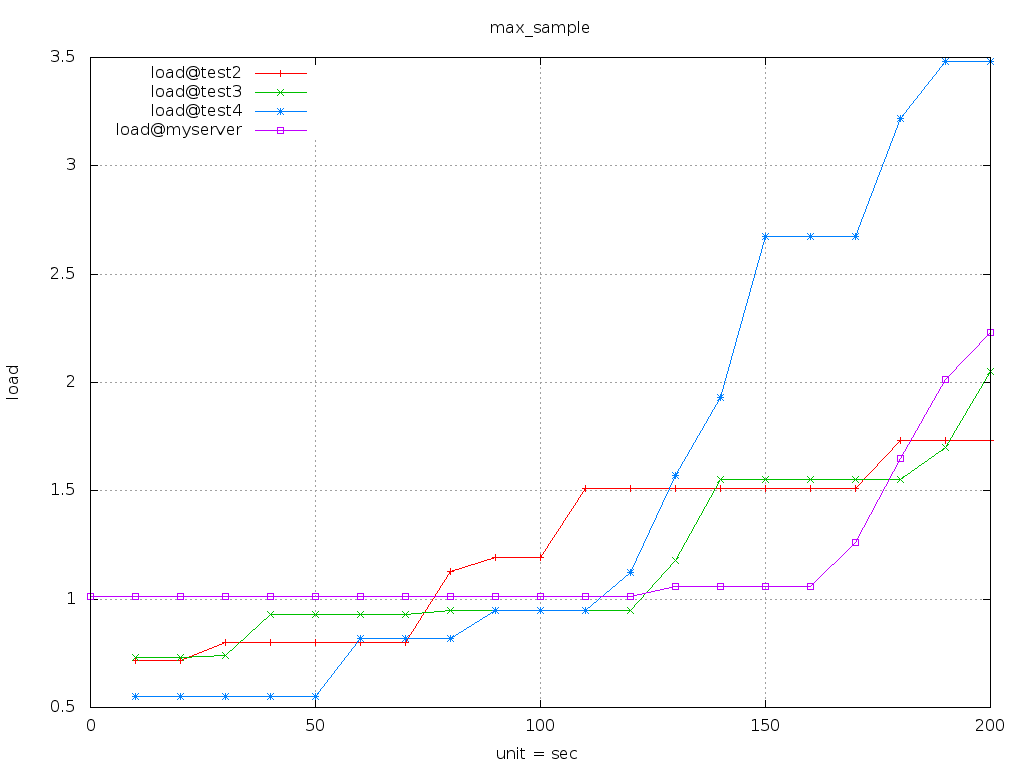 max_sample
3.5
3
2.5
2
1.5
1
0.5
load
load@test2
load@test3
load@test4
load@myserver
0 50 100 150 200
unit = sec